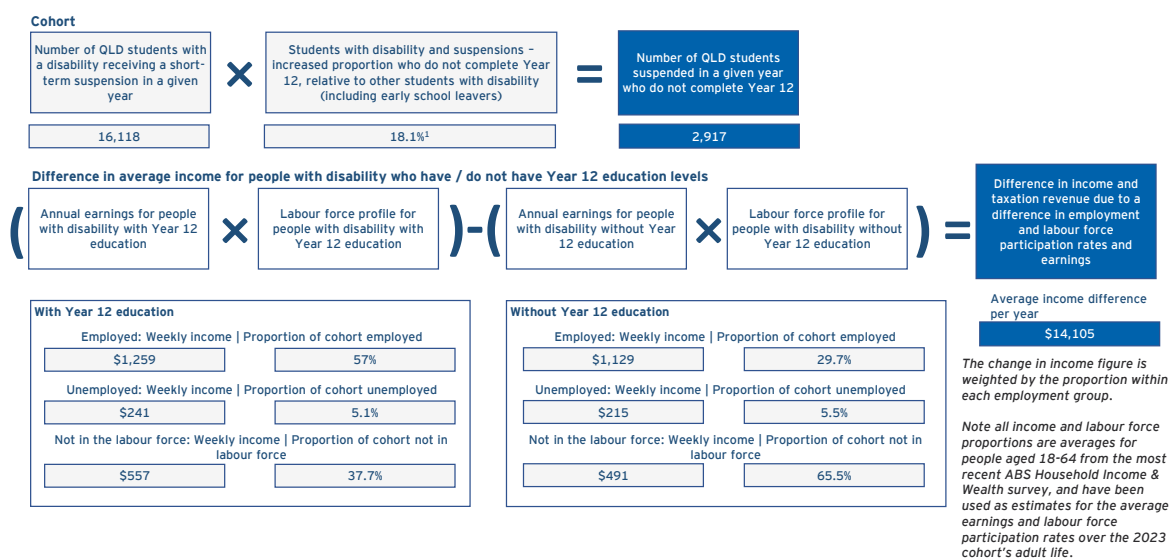 Cohort
Number of QLD students with
a disability receiving a short-
term suspension in a given
year
×
Students with disability and suspensions –
increased proportion who do not complete Year
12, relative to other students with disability
(including early school leavers)
=
Number of QLD students
suspended in a given year
who do not complete Year 12
16,118
18.1%¹
2,917
Difference in average income for people with disability who have / do not have Year 12 education levels
(
Annual earnings for people
with disability with Year 12
education
×
Labour force profile for
people with disability with
Year 12 education
)-(
Annual earnings for people
with disability without Year
12 education
×
Labour force profile for
people with disability without
Year 12 education
)
=
Difference in income and
taxation revenue due to a
difference in employment
and labour force
participation rates and
earnings
With Year 12 education
Employed: Weekly income | Proportion of cohort employed
$1,259
57%
Unemployed: Weekly income | Proportion of cohort unemployed
$241
5.1%
Not in the labour force: Weekly income | Proportion of cohort not in
labour force
$557
37.7%
Without Year 12 education
Employed: Weekly income | Proportion of cohort employed
$1,129
29.7%
Unemployed: Weekly income | Proportion of cohort unemployed
$215
5.5%
Not in the labour force: Weekly income | Proportion of cohort not in
labour force
$491
65.5%
Average income difference
per year
$14,105
The change in income figure is
weighted by the proportion within
each employment group.
Note all income and labour force
proportions are averages for
people aged 18-64 from the most
recent ABS Household Income &
Wealth survey, and have been
used as estimates for the average
earnings and labour force
participation rates over the 2023
cohort's adult life.